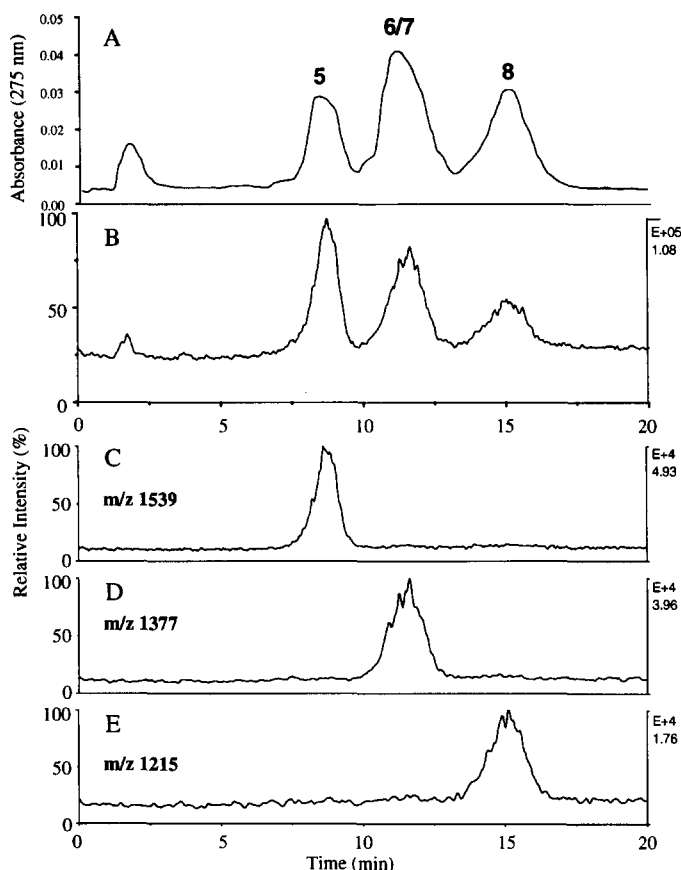 A
5
6/7
8
Absorbance (275 nm)
0.05
0.04
0.03
0.02
0.01
0.00
B
100
50
0
E+05
1.08
0
5
10
15
20
Relative Intensity (%)
C
m/z 1539
100
50
0
E+4
4.93
D
m/z 1377
100
50
0
E+4
3.96
E
m/z 1215
100
50
0
E+4
1.76
0
5
10
15
20
Time (min)